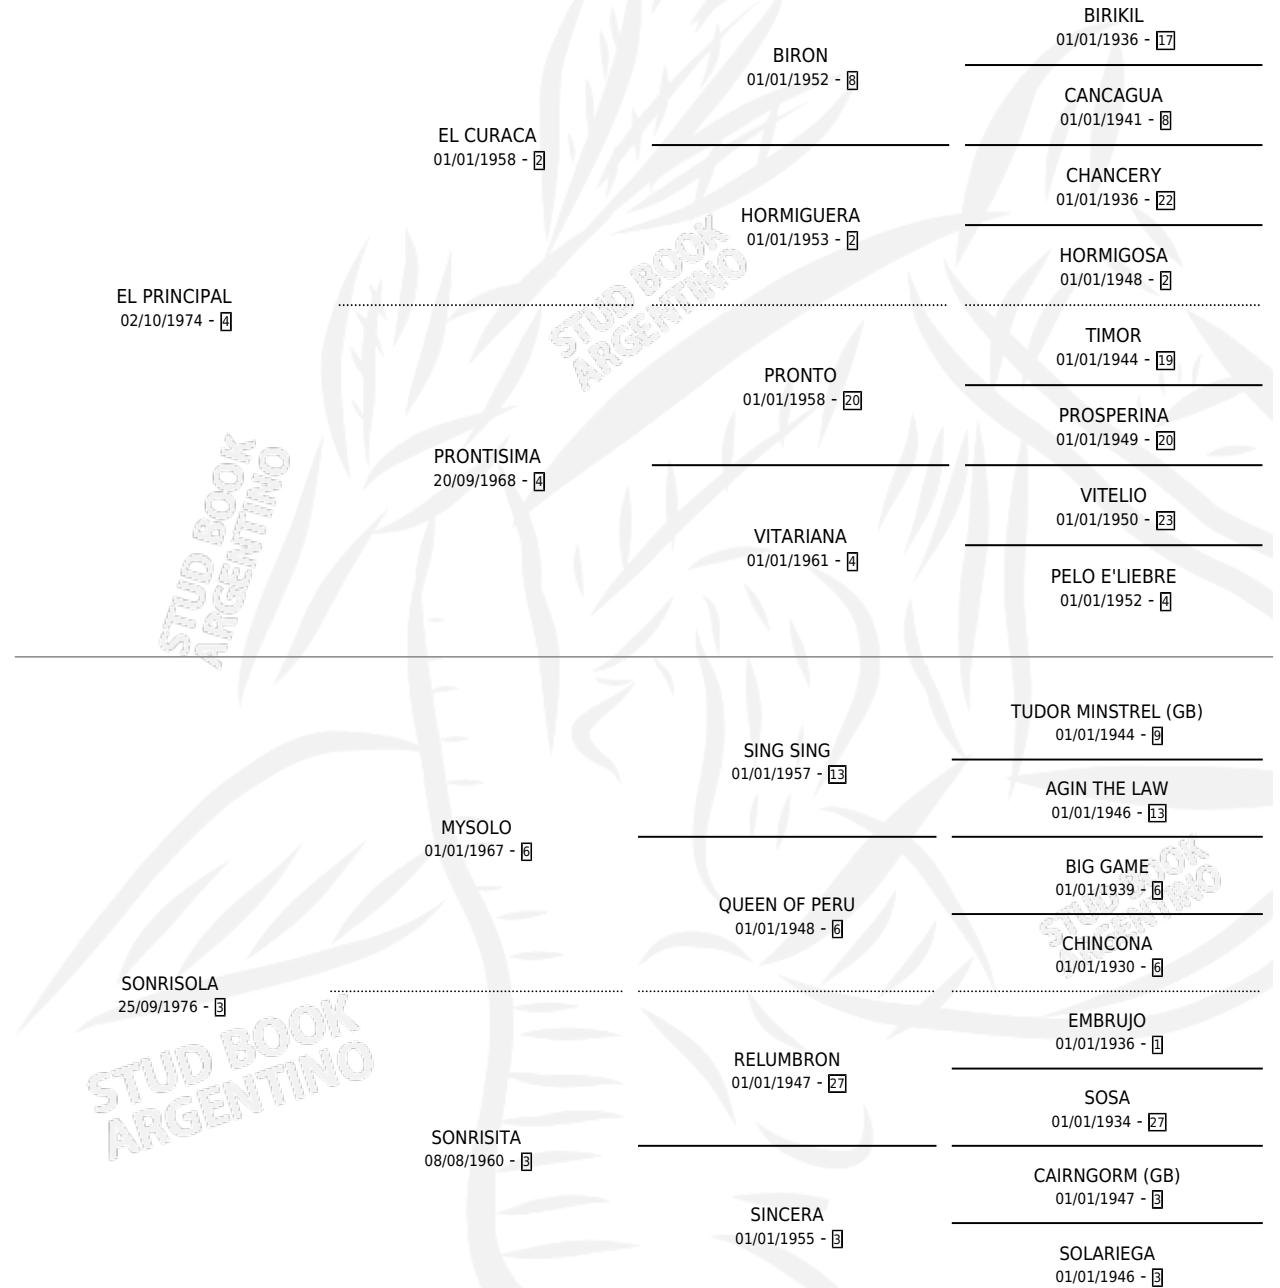 BIRIKIL
01/01/1936 - 17
BIRON
01/01/1952 - 8
CANCAGUA
01/01/1941 - 8
EL CURACA
01/01/1958 - 2
CHANCERY
01/01/1936 - 22
HORMIGUERA
01/01/1953 - 2
HORMIGOSA
01/01/1948 - 2
EL PRINCIPAL
02/10/1974 - 4
TIMOR
01/01/1944 - 19
PRONTO
01/01/1958 - 20
PROSPERINA
01/01/1949 - 20
PRONTISIMA
20/09/1968 - 4
VITELIO
01/01/1950 - 23
VITARIANA
01/01/1961 - 4
PELO E'LIEBRE
01/01/1952 - 4
TUDOR MINSTREL (GB)
01/01/1944 - 9
SING SING
01/01/1957 - 13
AGIN THE LAW
01/01/1946 - 13
MYSOLO
01/01/1967 - 6
BIG GAME
01/01/1939 - 6
QUEEN OF PERU
01/01/1948 - 6
CHINCONA
01/01/1930 - 6
SONRISOLA
25/09/1976 - 3
EMBRUJO
01/01/1936 - 1
RELUMBRON
01/01/1947 - 27
SOSA
01/01/1934 - 27
SONRISITA
08/08/1960 - 3
CAIRNGORM (GB)
01/01/1947 - 3
SINCERA
01/01/1955 - 3
SOLARIEGA
01/01/1946 - 3
STUD BOOK
ARGENTINO
STUD BOOK
ARGENTINO
STUD BOOK
ARGENTINO
STUD BOOK
ARGENTINO